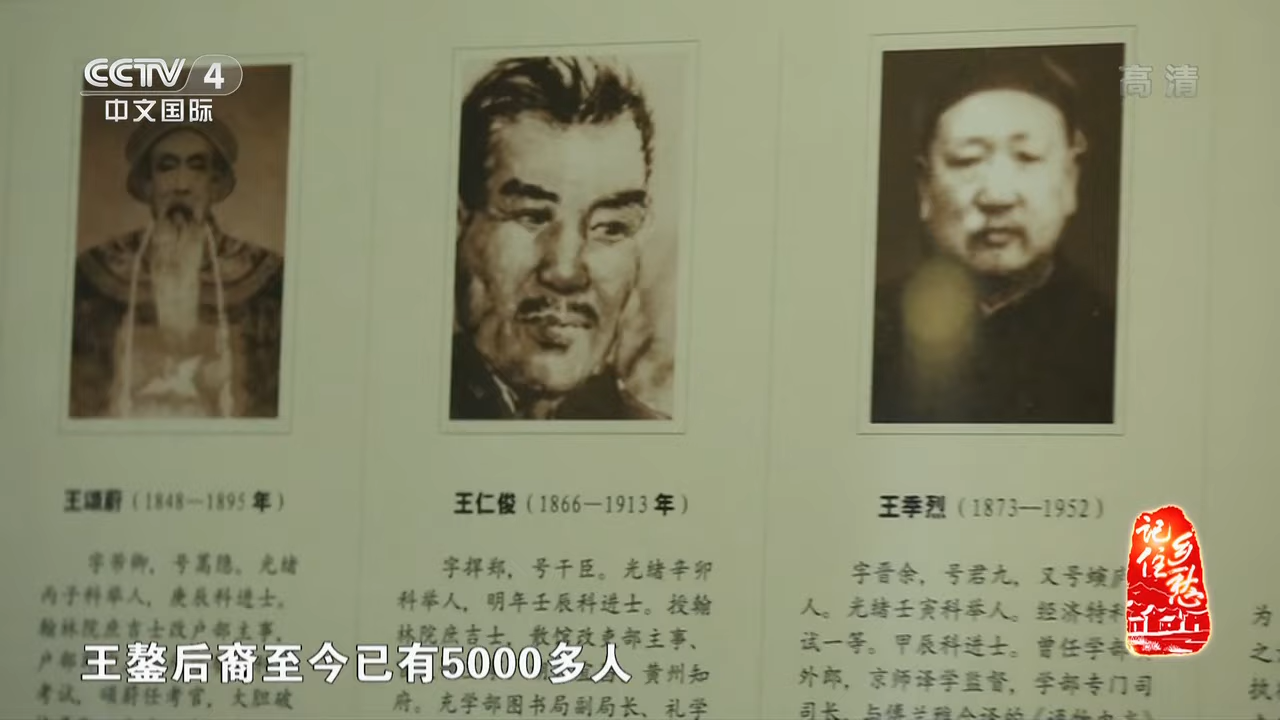 CCTV 4
中文国际
高清
王颂蔚（1848—1895年）
字芾卿，号蒿隐。光绪
丙子科举人，庚辰科进士。
翰林院庶吉士改户部主事，
户部
考试，颂蔚任考官，大胆破
王仁俊（1866—1913年）
字捍郑，号干臣。光绪辛卯
科举人，明年壬辰科进士。授翰
林院庶吉士，散馆改吏部主事、
黄州知
府。充学部图书局副局长、礼学
王季烈（1873—1952）
字晋余，号君九，又号螾庐
人。光绪壬寅科举人。经济特科
试一等。甲辰科进士。曾任学部
外郎，京师译学监督，学部专门司
司长。与傅兰雅合译的《通物电光》
为
之
执
记住乡愁
王鏊后裔至今已有5000多人